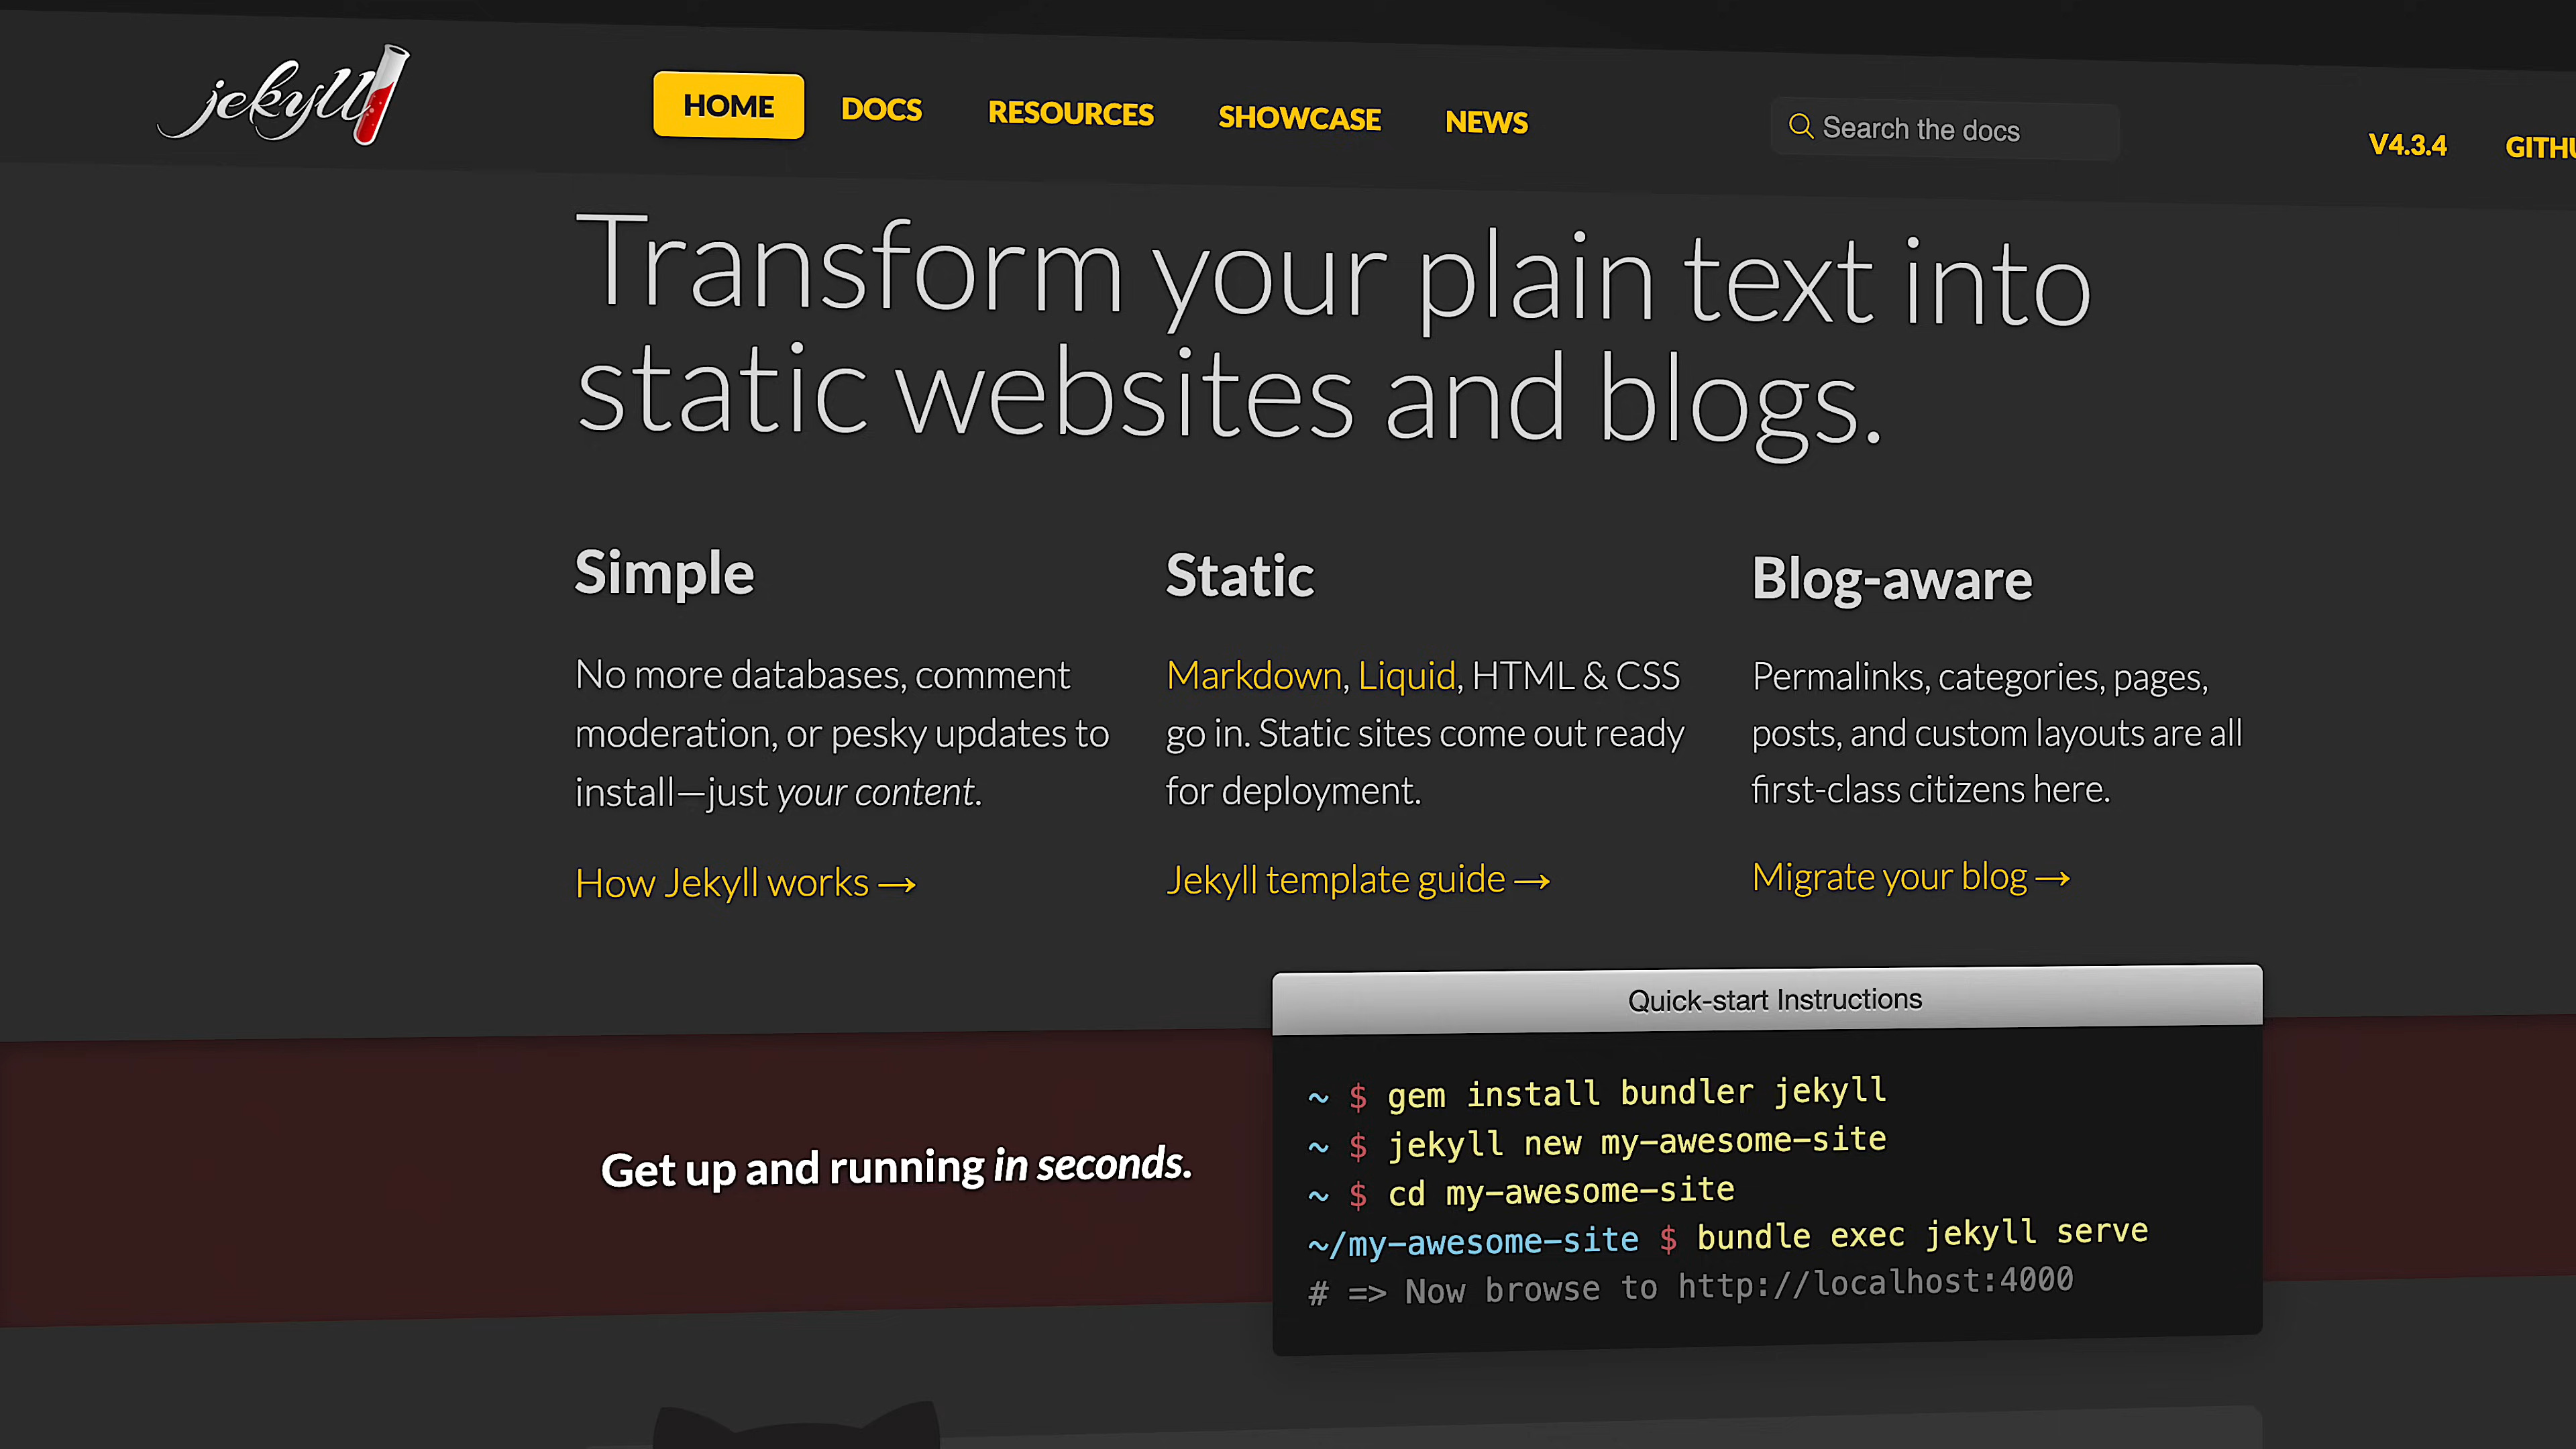 jekyll
HOME
DOCS
RESOURCES
SHOWCASE
NEWS
Search the docs
V4.3.4
Transform your plain text into
static websites and blogs.
Simple
No more databases, comment
moderation, or pesky updates to
install—just your content.
How Jekyll works →
Static
Markdown, Liquid, HTML & CSS
go in. Static sites come out ready
for deployment.
Jekyll template guide →
Blog-aware
Permalinks, categories, pages,
posts, and custom layouts are all
first-class citizens here.
Migrate your blog →
Get up and running in seconds.
Quick-start Instructions
~ $ gem install bundler jekyll
~ $ jekyll new my-awesome-site
~ $ cd my-awesome-site
~/my-awesome-site $ bundle exec jekyll serve
# => Now browse to http://localhost:4000